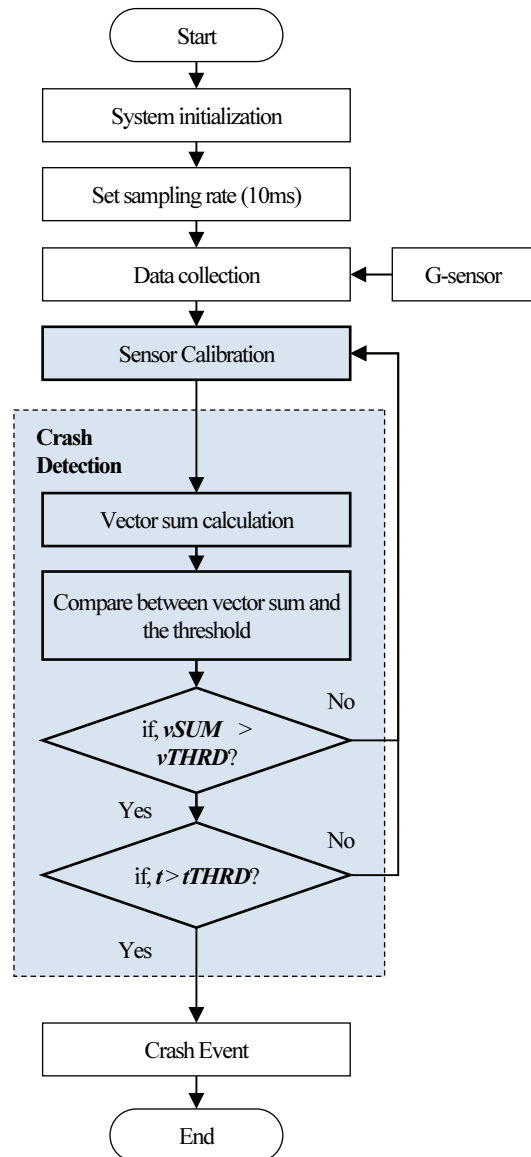 Start
System initialization
Set sampling rate (10ms)
Data collection
G-sensor
Sensor Calibration
Crash
Detection
Vector sum calculation
Compare between vector sum and
the threshold
No
if, vSUM >
vTHRD?
Yes
No
if, t > tTHRD?
Yes
Crash Event
End